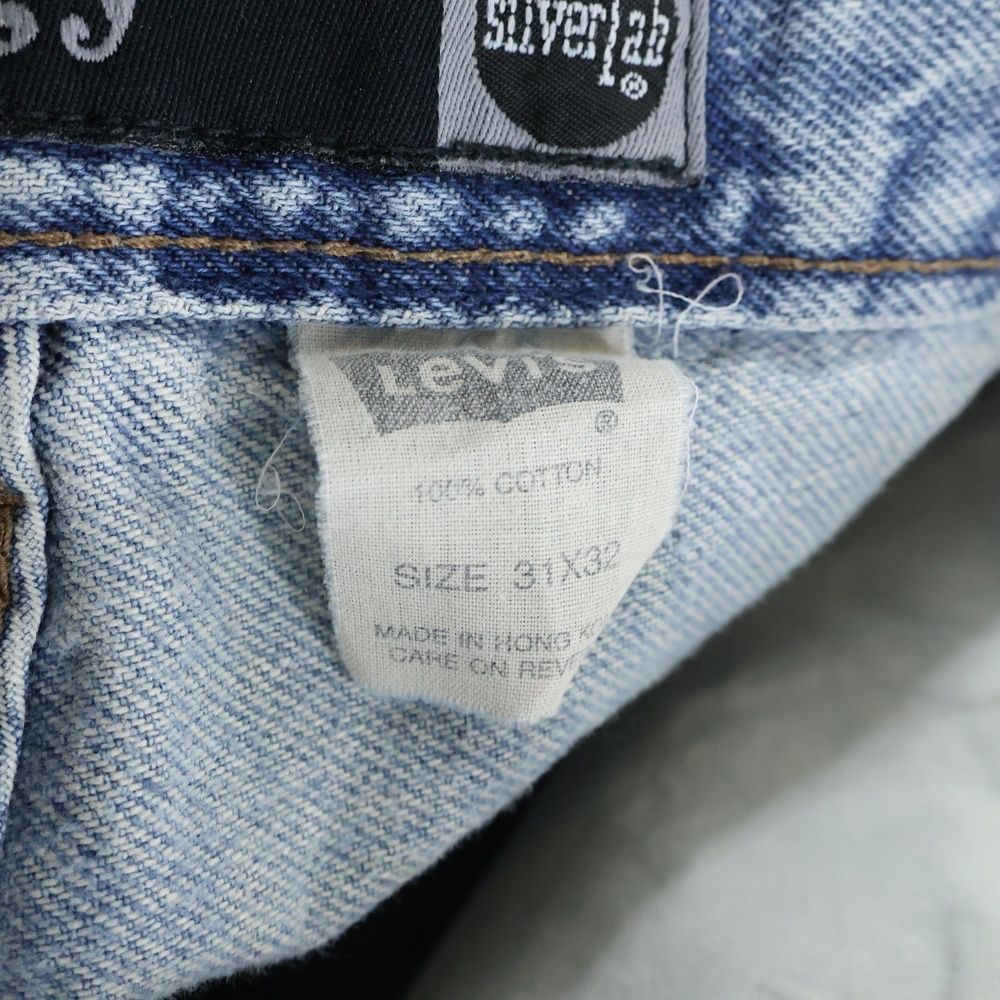 silverTab®
Levi's
®
100% COTTON
SIZE 31X32
MADE IN HONG KO
CARE ON REVE